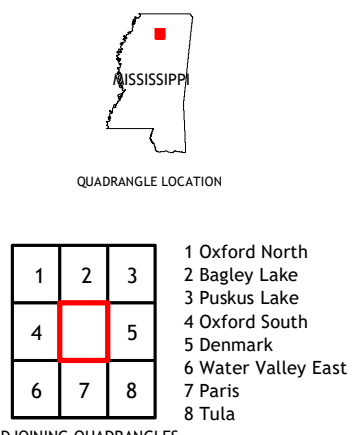 MISSISSIPPI
QUADRANGLE LOCATION
1 2 3
4 5
6 7 8
1 Oxford North
2 Bagley Lake
3 Puskus Lake
4 Oxford South
5 Denmark
6 Water Valley East
7 Paris
8 Tula
DJOINING QUADRANGLES